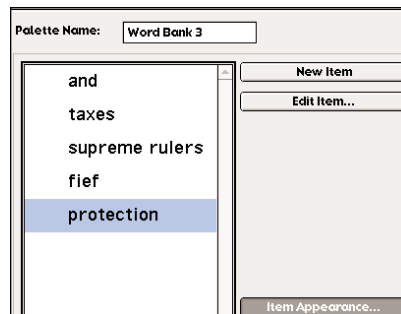 Palette Name: Word Bank 3
and
taxes
supreme rulers
fief
protection
New Item
Edit Item...
Item Appearance...